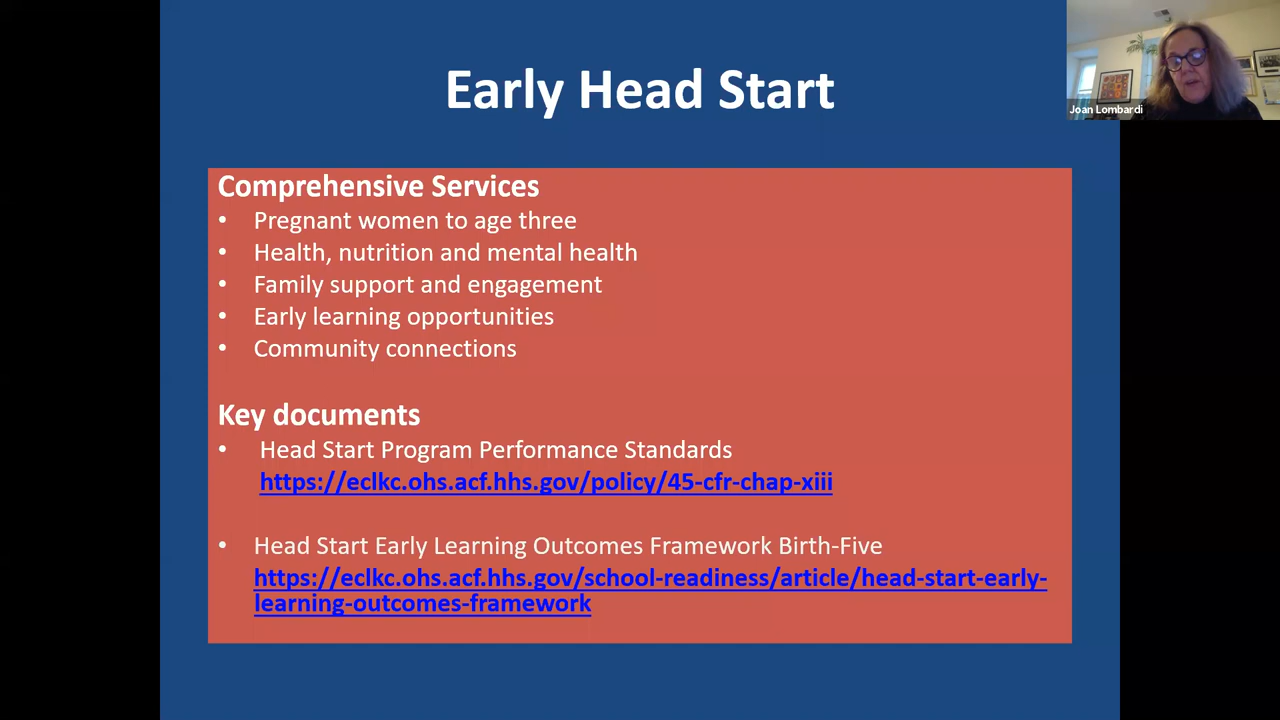 Early Head Start
Joan Lombardi
Comprehensive Services
• Pregnant women to age three
• Health, nutrition and mental health
• Family support and engagement
• Early learning opportunities
• Community connections
Key documents
• Head Start Program Performance Standards
https://eclkc.ohs.acf.hhs.gov/policy/45-cfr-chap-xiii
• Head Start Early Learning Outcomes Framework Birth-Five
https://eclkc.ohs.acf.hhs.gov/school-readiness/article/head-start-early-
learning-outcomes-framework